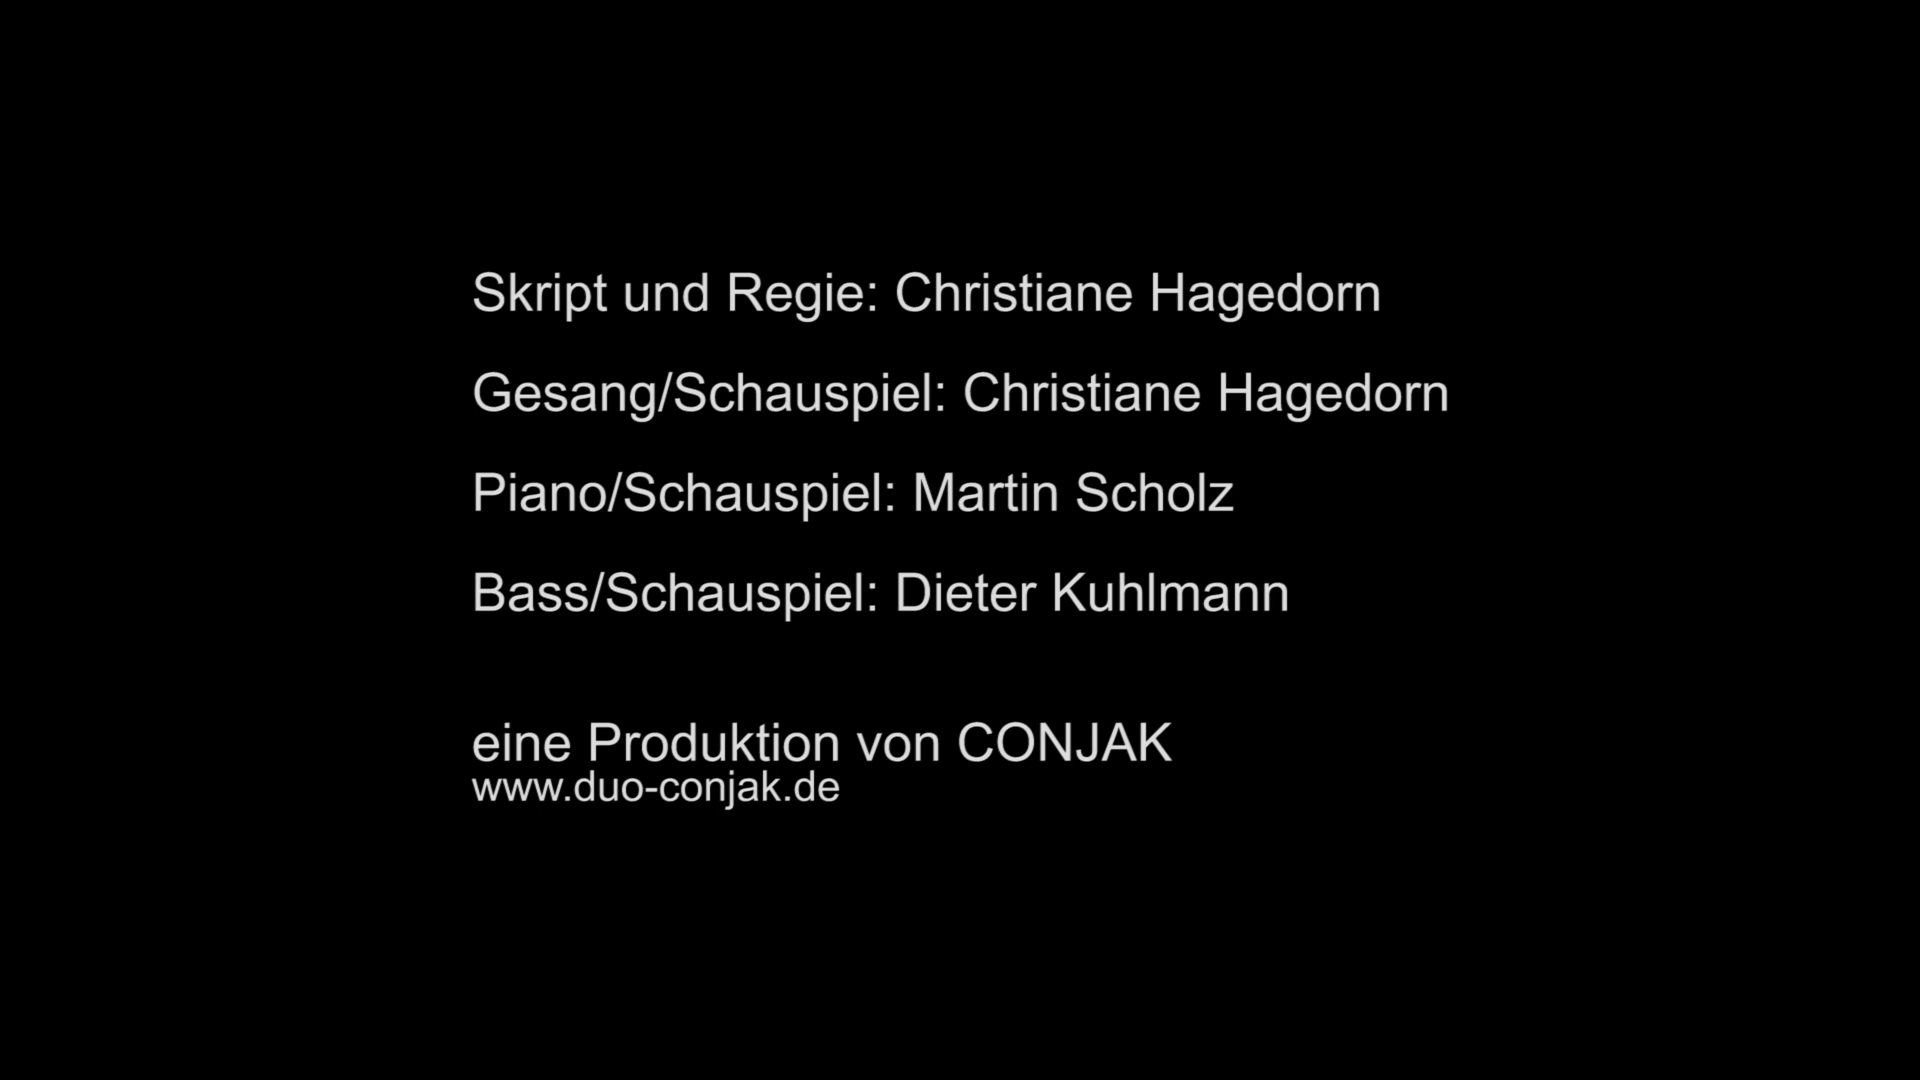 Skript und Regie: Christiane Hagedorn
Gesang/Schauspiel: Christiane Hagedorn
Piano/Schauspiel: Martin Scholz
Bass/Schauspiel: Dieter Kuhlmann
eine Produktion von CONJAK
www.duo-conjak.de